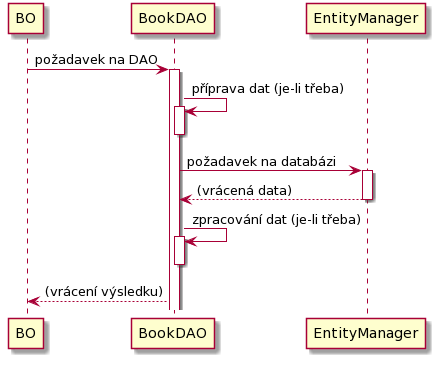 BO
BookDAO
EntityManager
požadavek na DAO
příprava dat (je-li třeba)
požadavek na databázi
(vrácená data)
zpracování dat (je-li třeba)
(vrácení výsledku)
BO
BookDAO
EntityManager